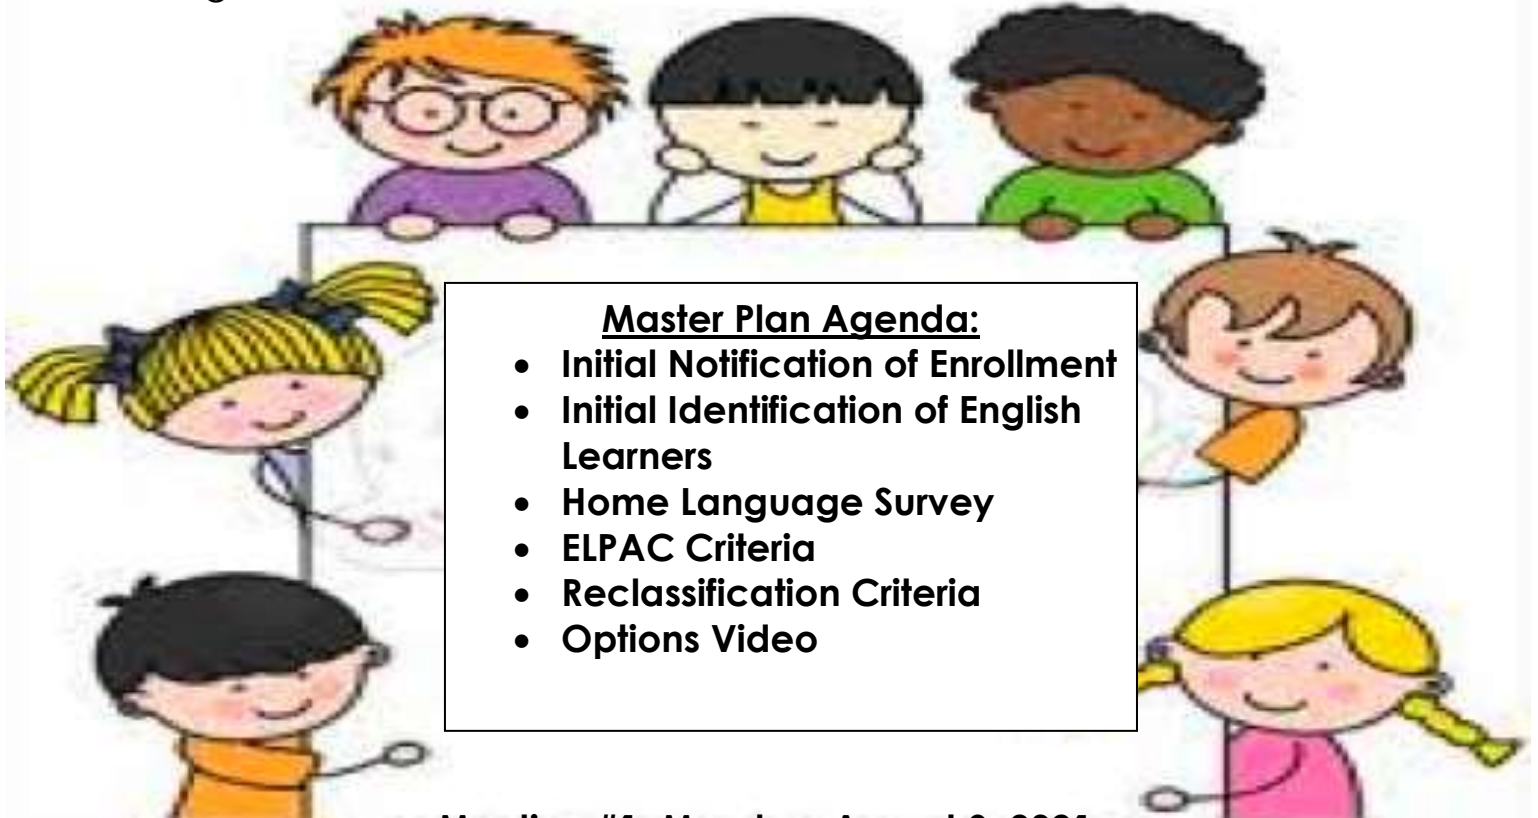 Master Plan Agenda:
• Initial Notification of Enrollment
• Initial Identification of English
Learners
• Home Language Survey
• ELPAC Criteria
• Reclassification Criteria
• Options Video